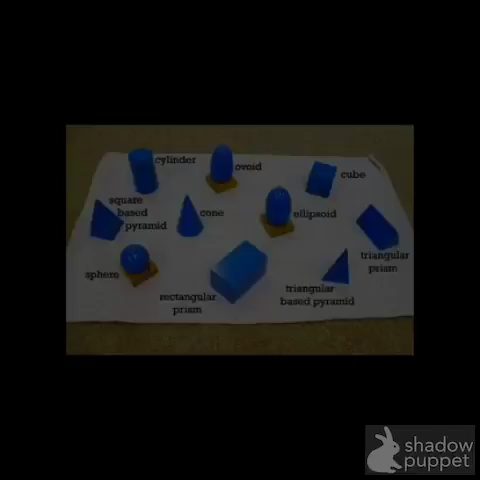 cylinder
ovoid
cube
square
based
pyramid
cone
ellipsoid
triangular
prism
sphere
rectangular
prism
triangular
based pyramid
shadow
puppet